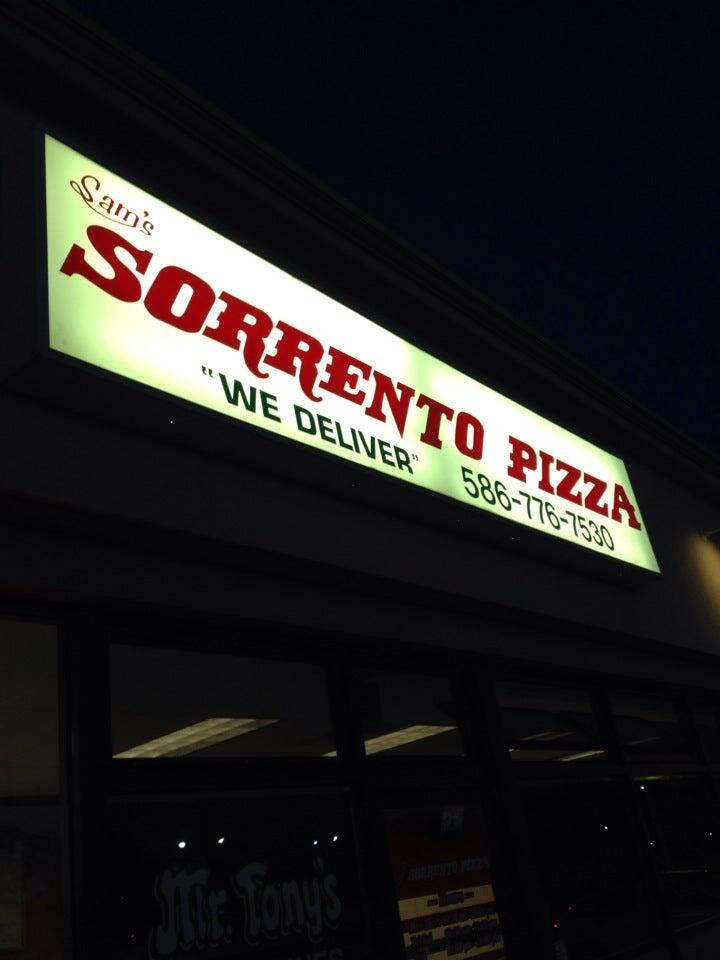 Sam's
SORRENTO PIZZA
"WE DELIVER" 586-776-7530
Mr. Tony's
SORRENTO PIZZA